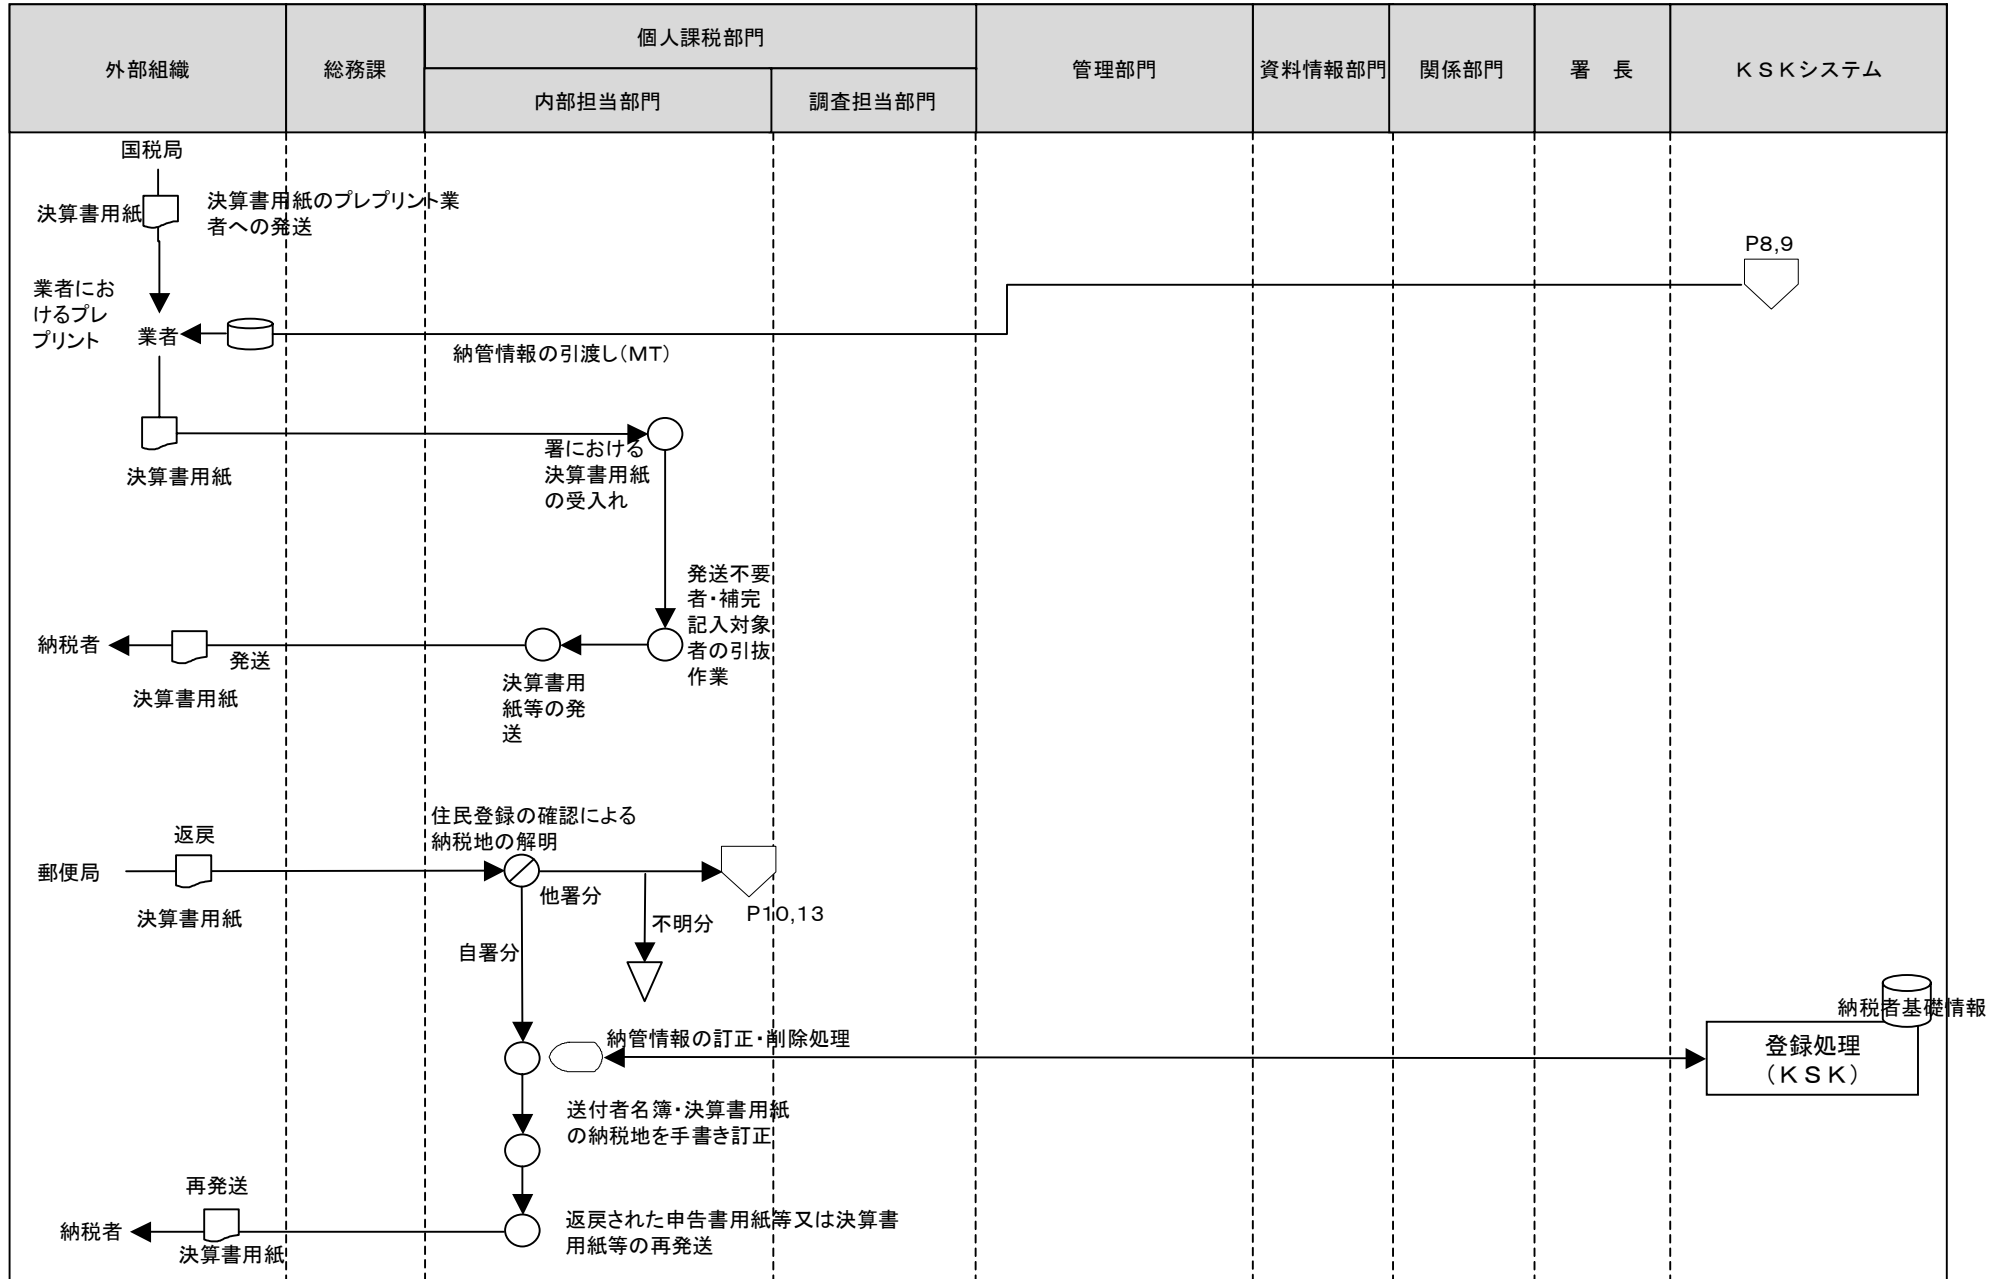 外部組織
総務課
個人課税部門
内部担当部門
調査担当部門
管理部門
資料情報部門
関係部門
署　長
ＫＳＫシステム
国税局
決算書用紙
決算書用紙のプレプリント業
者への発送
P8,9
業者にお
けるプレ
プリント
業者
納管情報の引渡し（MT）
決算書用紙
署における
決算書用紙
の受入れ
発送不要
者・補完
記入対象
者の引抜
作業
納税者
発送
決算書用紙
決算書用
紙等の発
送
住民登録の確認による
納税地の解明
返戻
郵便局
決算書用紙
他署分
不明分
P10,13
自署分
納税者基礎情報
納管情報の訂正・削除処理
登録処理
（ＫＳＫ）
送付者名簿・決算書用紙
の納税地を手書き訂正
再発送
納税者
決算書用紙
返戻された申告書用紙等又は決算書
用紙等の再発送